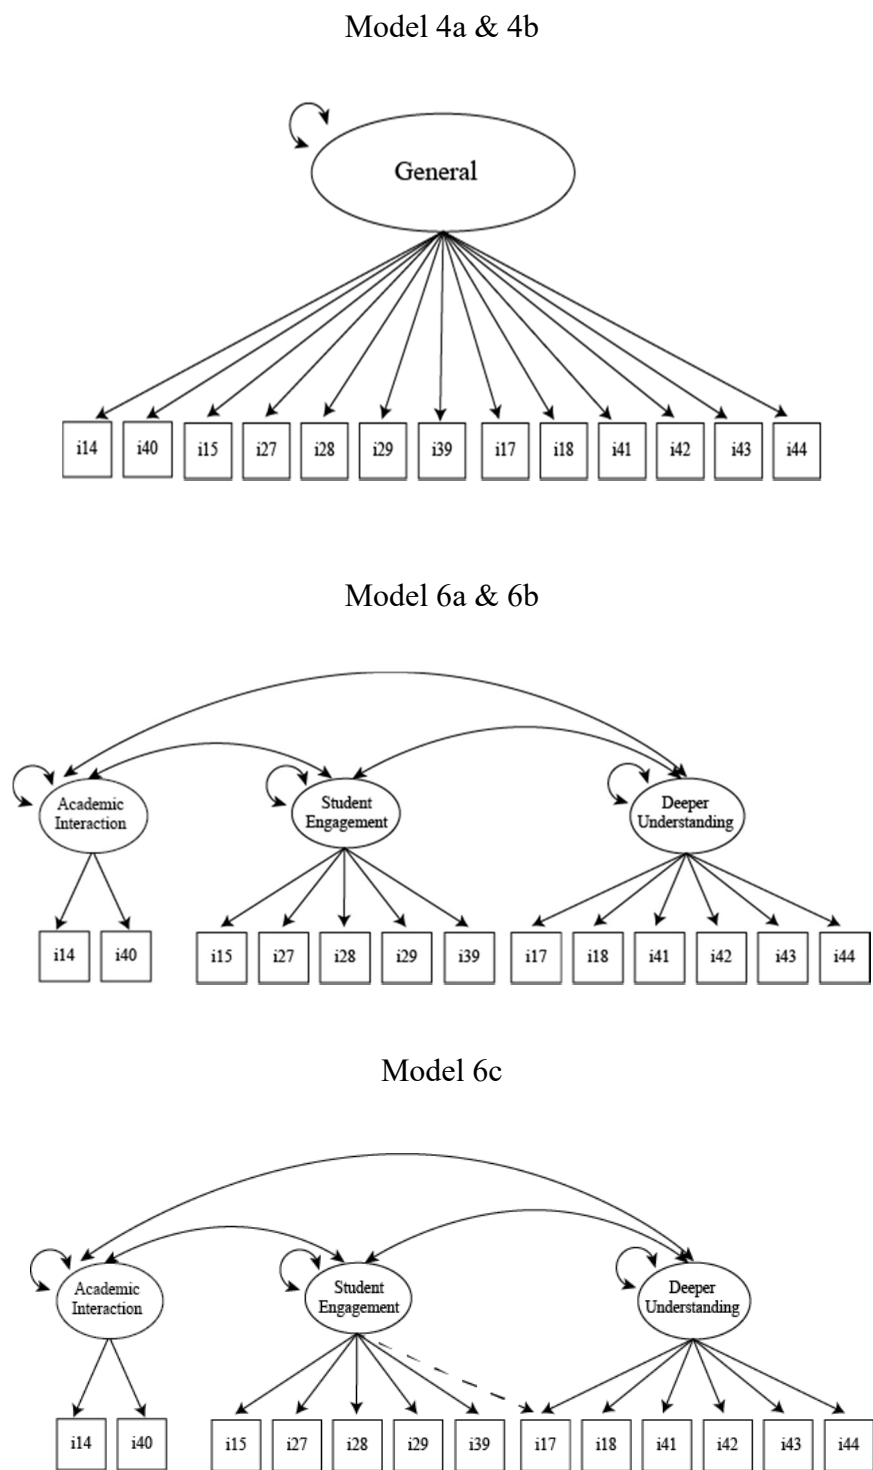 Model 4a & 4b
General
i14 i40 i15 i27 i28 i29 i39 i17 i18 i41 i42 i43 i44
Model 6a & 6b
Academic
Interaction
Student
Engagement
Deeper
Understanding
i14 i40 i15 i27 i28 i29 i39 i17 i18 i41 i42 i43 i44
Model 6c
Academic
Interaction
Student
Engagement
Deeper
Understanding
i14 i40 i15 i27 i28 i29 i39 i17 i18 i41 i42 i43 i44